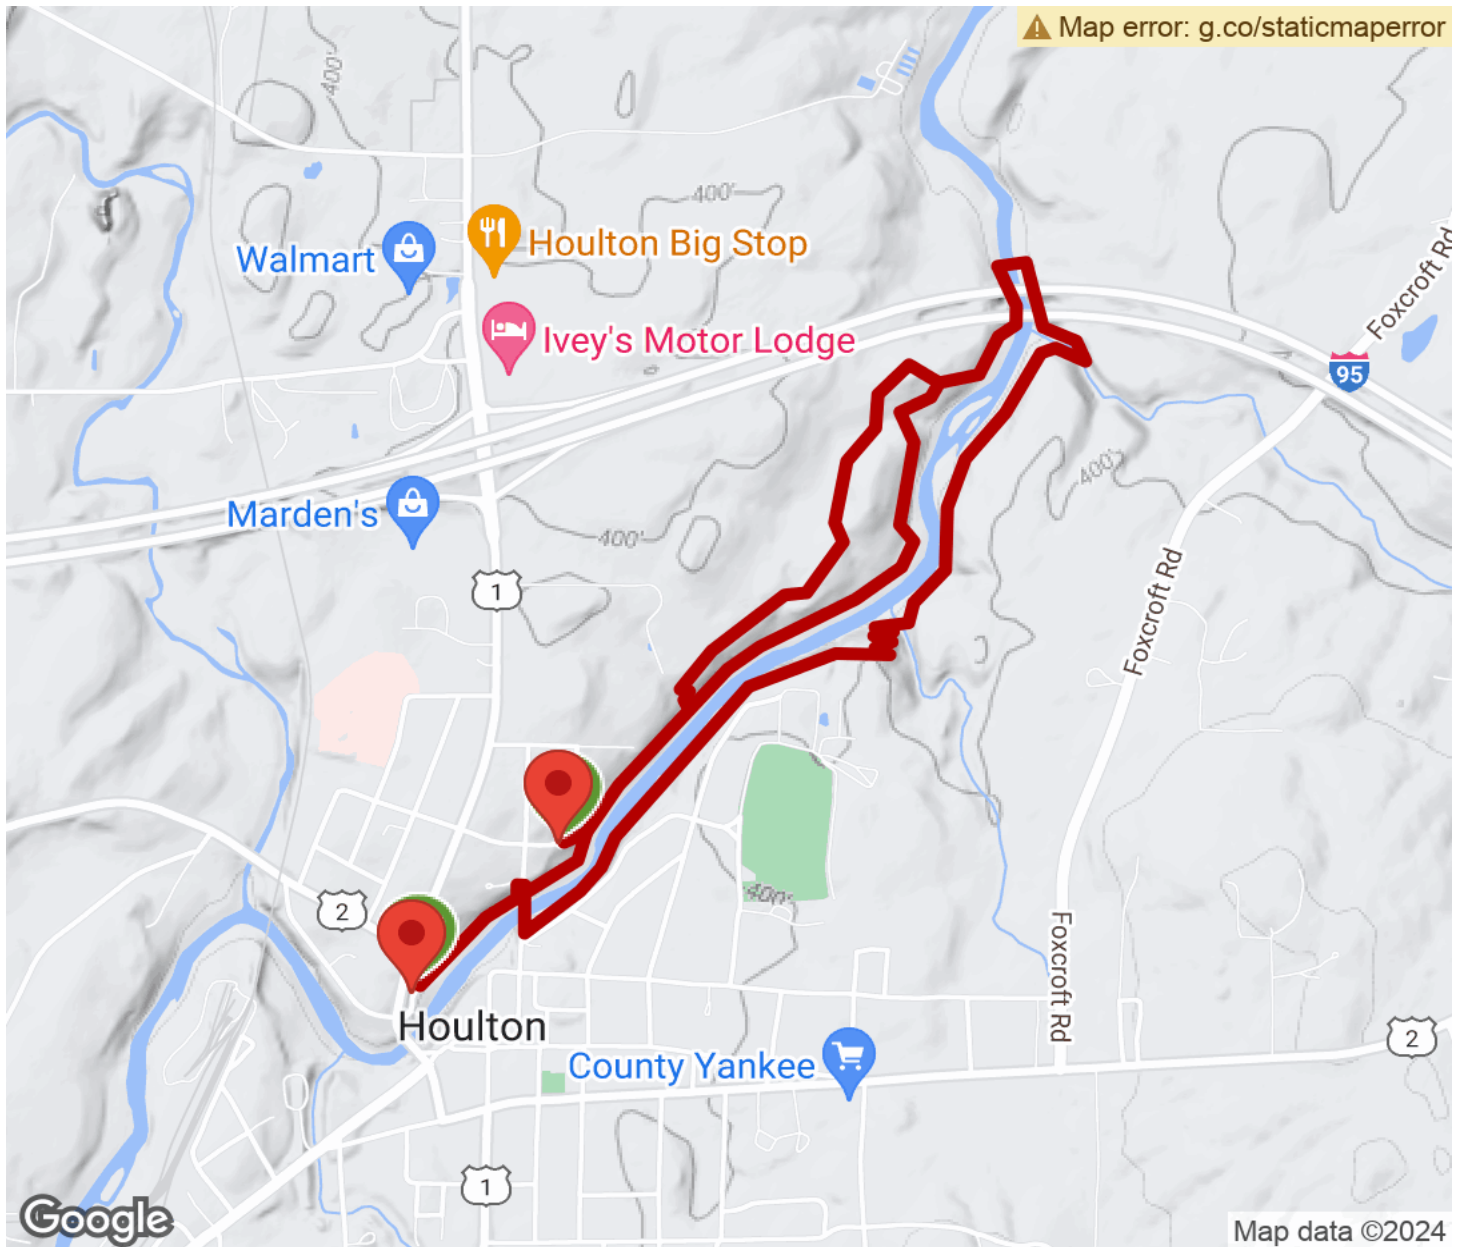 Map error: g.co/staticmaperror
400'
400'
Houlton Big Stop
Walmart
Foxcroft Rd
Ivey's Motor Lodge
95
400'
Marden's
400'
1
Foxcroft Rd
400'
2
Foxcroft Rd
Houlton
2
County Yankee
1
Google
Map data ©2024